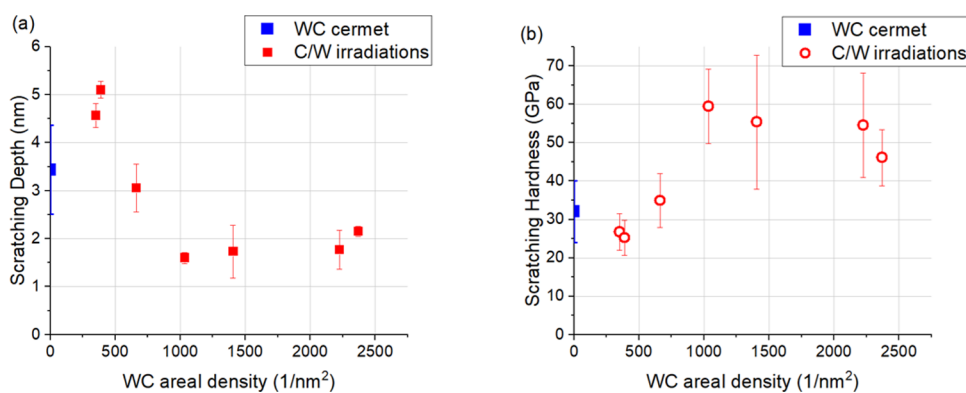 (a)
WC cermet
C/W irradiations
6
5
4
3
2
1
0
Scratching Depth (nm)
0 500 1000 1500 2000 2500
WC areal density (1/nm²)
(b)
WC cermet
C/W irradiations
70
60
50
40
30
20
10
0
Scratching Hardness (GPa)
0 500 1000 1500 2000 2500
WC areal density (1/nm²)